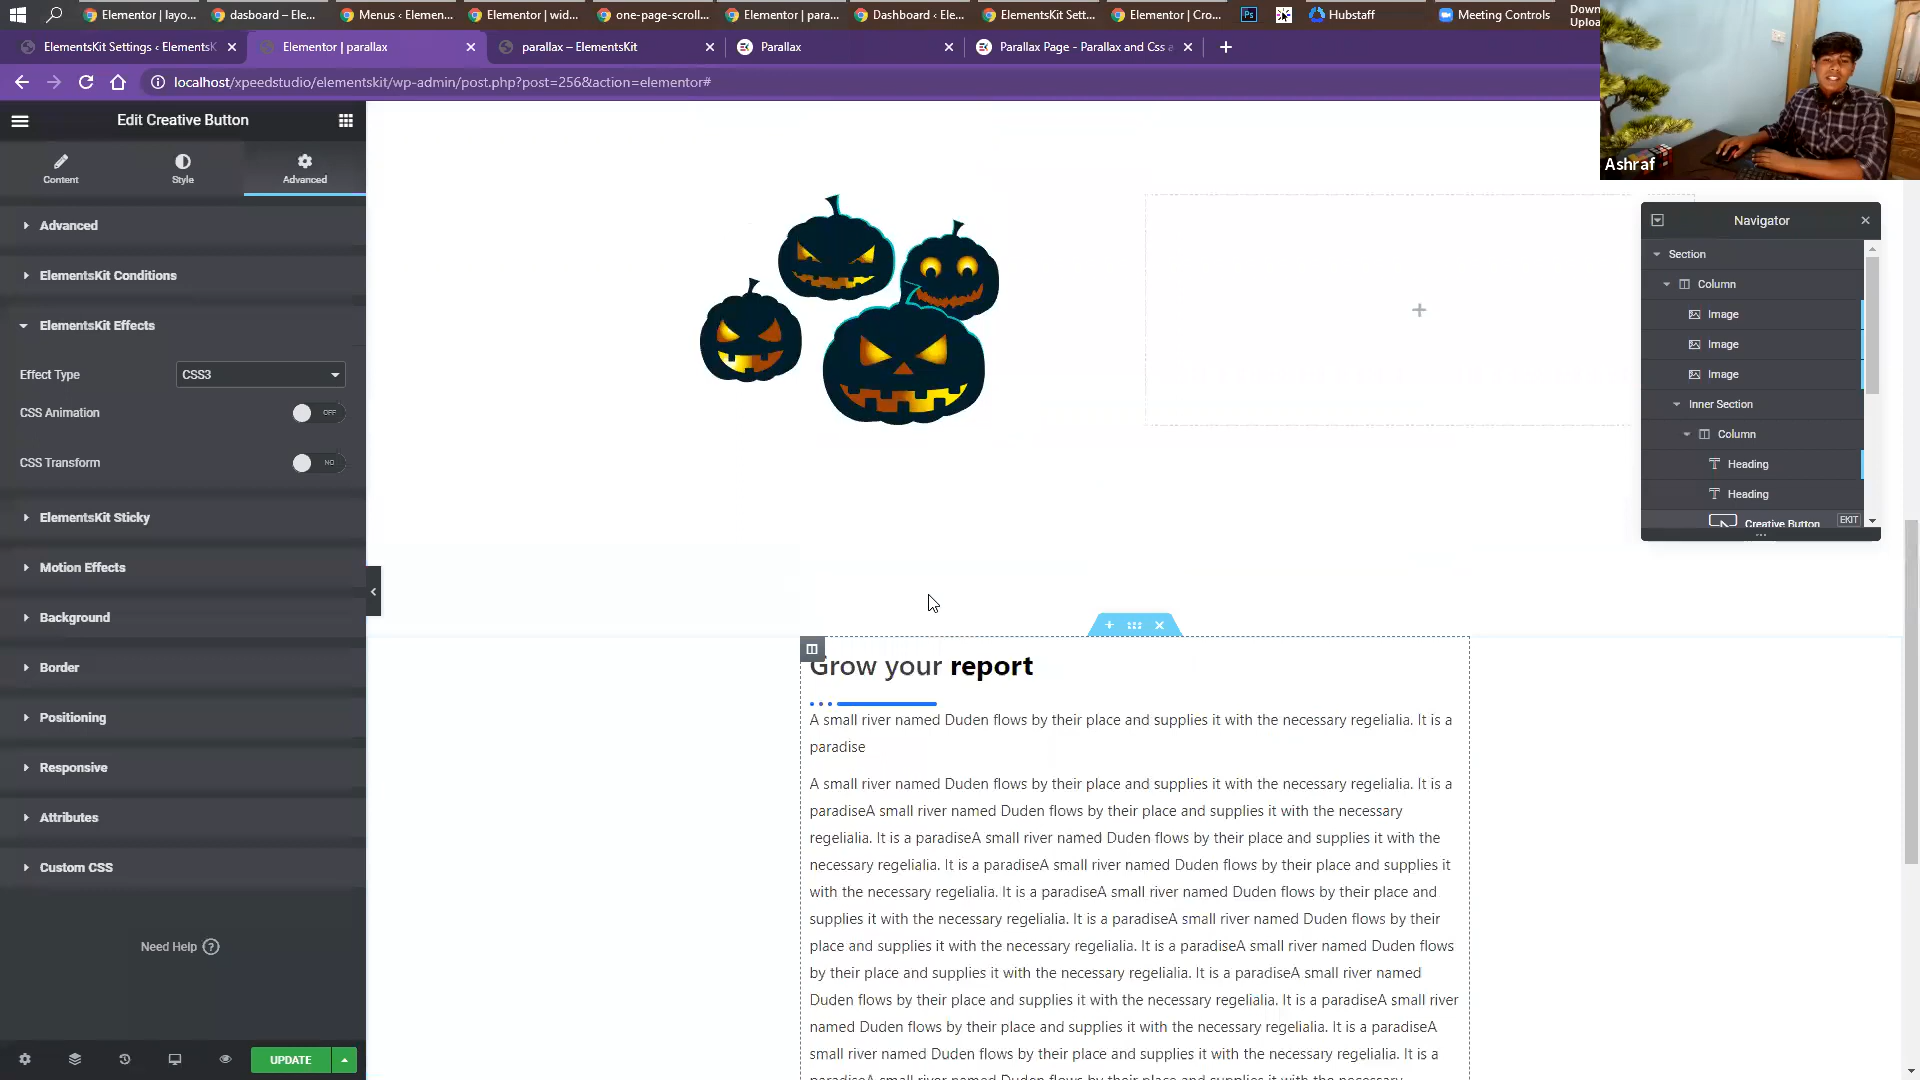 Elementor | layo...
dasboard – Ele...
Menus ‹ Elemen...
Elementor | wid...
one-page-scroll...
Elementor | para...
Dashboard ‹ Ele...
ElementsKit Sett...
Elementor | Cro...
Ps
Hubstaff
Meeting Controls
Down
Uploa
ElementsKit Settings ‹ Elements
Elementor | parallax
parallax – ElementsKit
Parallax
Parallax Page - Parallax and Css a
localhost/xpeedstudio/elementskit/wp-admin/post.php?post=256&action=elementor#
Ashraf
Edit Creative Button
Content
Style
Advanced
Advanced
ElementsKit Conditions
ElementsKit Effects
Effect Type
CSS3
CSS Animation
OFF
CSS Transform
NO
ElementsKit Sticky
Motion Effects
Background
Border
Positioning
Responsive
Attributes
Custom CSS
Need Help ?
UPDATE
Navigator
Section
Column
Image
Image
Image
Inner Section
Column
Heading
Heading
Creative Button
EKIT
Grow your report
A small river named Duden flows by their place and supplies it with the necessary regelialia. It is a
paradise
A small river named Duden flows by their place and supplies it with the necessary regelialia. It is a
paradiseA small river named Duden flows by their place and supplies it with the necessary
regelialia. It is a paradiseA small river named Duden flows by their place and supplies it with the
necessary regelialia. It is a paradiseA small river named Duden flows by their place and supplies it
with the necessary regelialia. It is a paradiseA small river named Duden flows by their place and
supplies it with the necessary regelialia. It is a paradiseA small river named Duden flows by their
place and supplies it with the necessary regelialia. It is a paradiseA small river named Duden flows
by their place and supplies it with the necessary regelialia. It is a paradiseA small river named
Duden flows by their place and supplies it with the necessary regelialia. It is a paradiseA small river
named Duden flows by their place and supplies it with the necessary regelialia. It is a paradiseA
small river named Duden flows by their place and supplies it with the necessary regelialia. It is a